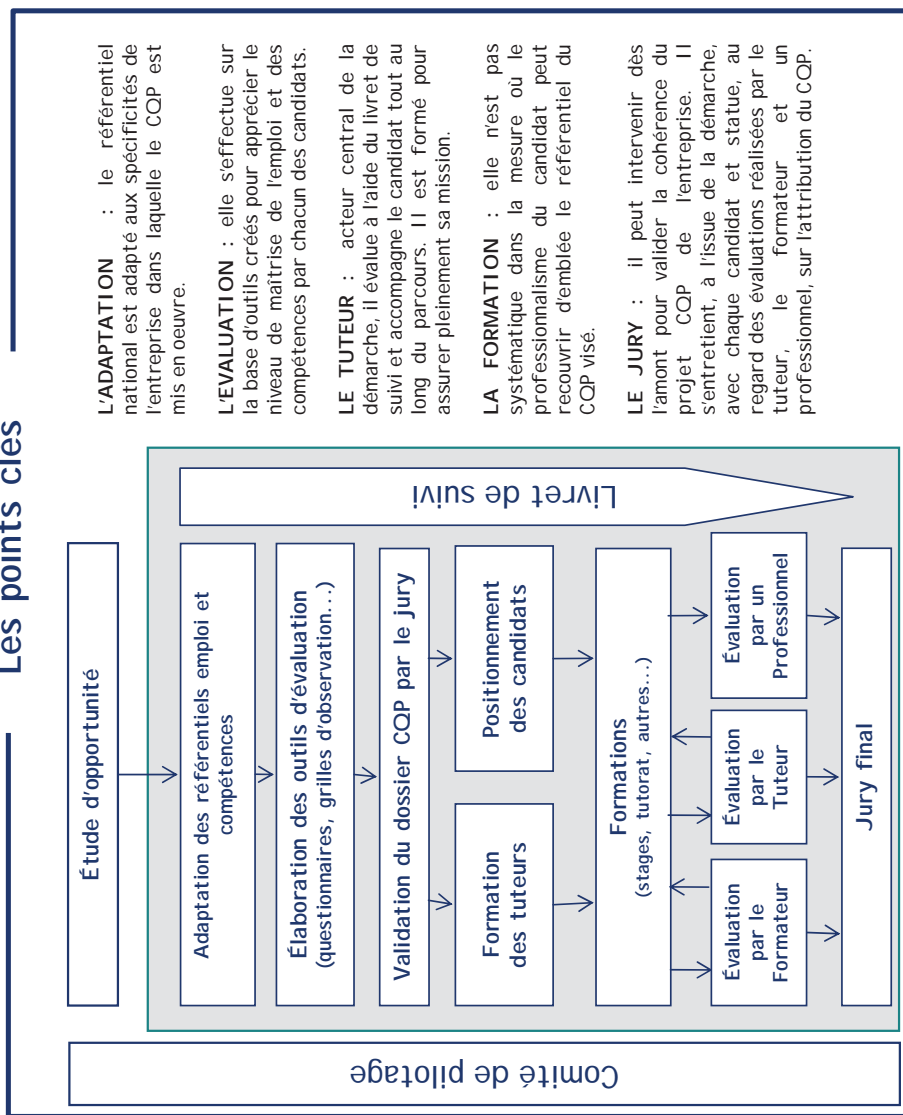 Les points clés
Étude d'opportunité
Adaptation des référentiels emploi et
compétences
Élaboration des outils d'évaluation
(questionnaires, grilles d'observation…)
Validation du dossier CQP par le jury
Formation
des tuteurs
Positionnement
des candidats
Formations
(stages, tutorat, autres…)
Évaluation
par le
Formateur
Évaluation
par le
Tuteur
Évaluation
par un
Professionnel
Jury final
Comité de pilotage
Livret de suivi
L'ADAPTATION : le référentiel
national est adapté aux spécificités de
l'entreprise dans laquelle le CQP est
mis en oeuvre.
L'EVALUATION : elle s'effectue sur
la base d'outils créés pour apprécier le
niveau de maîtrise de l'emploi et des
compétences par chacun des candidats.
LE TUTEUR : acteur central de la
démarche, il évalue à l'aide du livret de
suivi et accompagne le candidat tout au
long du parcours. Il est formé pour
assurer pleinement sa mission.
LA FORMATION : elle n'est pas
systématique dans la mesure où le
professionnalisme du candidat peut
recouvrir d'emblée le référentiel du
CQP visé.
LE JURY : il peut intervenir dès
l'amont pour valider la cohérence du
projet CQP de l'entreprise. Il
s'entretient, à l'issue de la démarche,
avec chaque candidat et statue, au
regard des évaluations réalisées par le
tuteur, le formateur et un
professionnel, sur l'attribution du CQP.